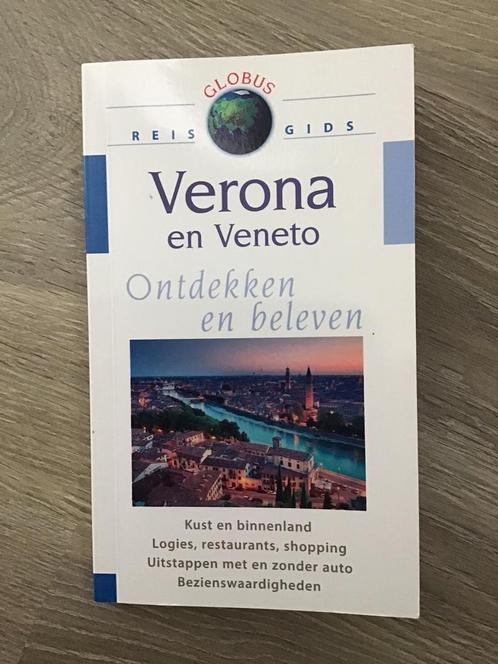 GLOBUS
REIS GIDS
Verona
en Veneto
Ontdekken
en beleven
Kust en binnenland
Logies, restaurants, shopping
Uitstappen met en zonder auto
Bezienswaardigheden